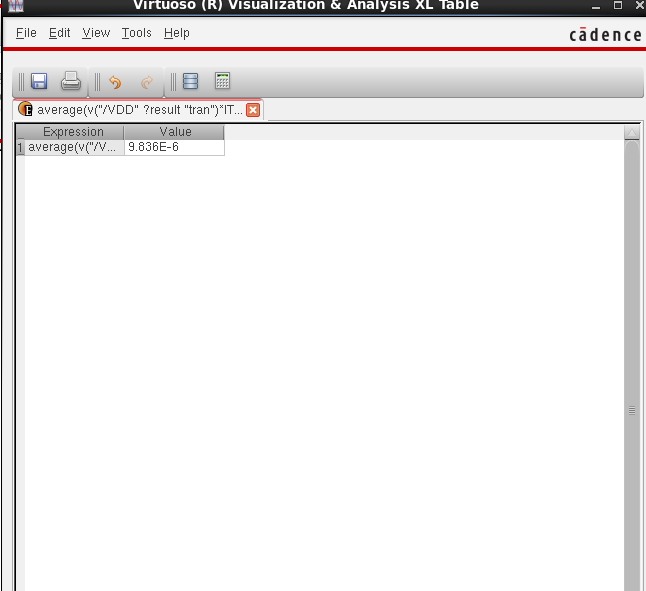 Virtuoso (R) Visualization & Analysis XL Table
File Edit View Tools Help
cādence
average(v("/VDD" ?result "tran")*IT...
Expression Value
1 average(v("/V... 9.836E-6